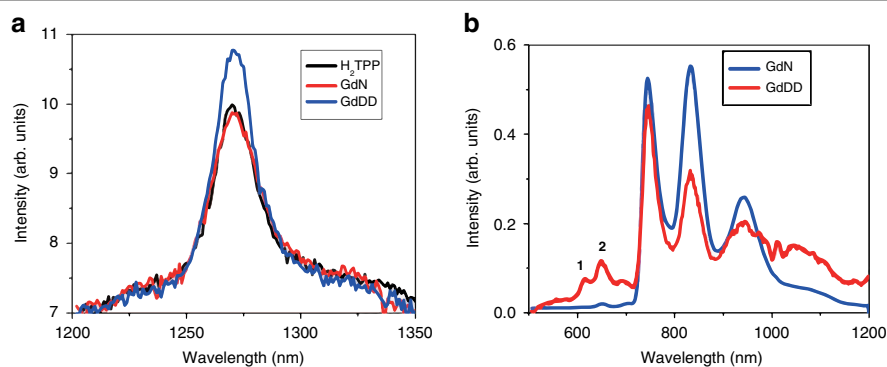 a
11
10
9
8
7
Intensity (arb. units)
H₂TPP
GdN
GdDD
1200
1250
1300
1350
Wavelength (nm)
b
0.6
0.4
0.2
0.0
Intensity (arb. units)
GdN
GdDD
1
2
600
800
1000
1200
Wavelength (nm)